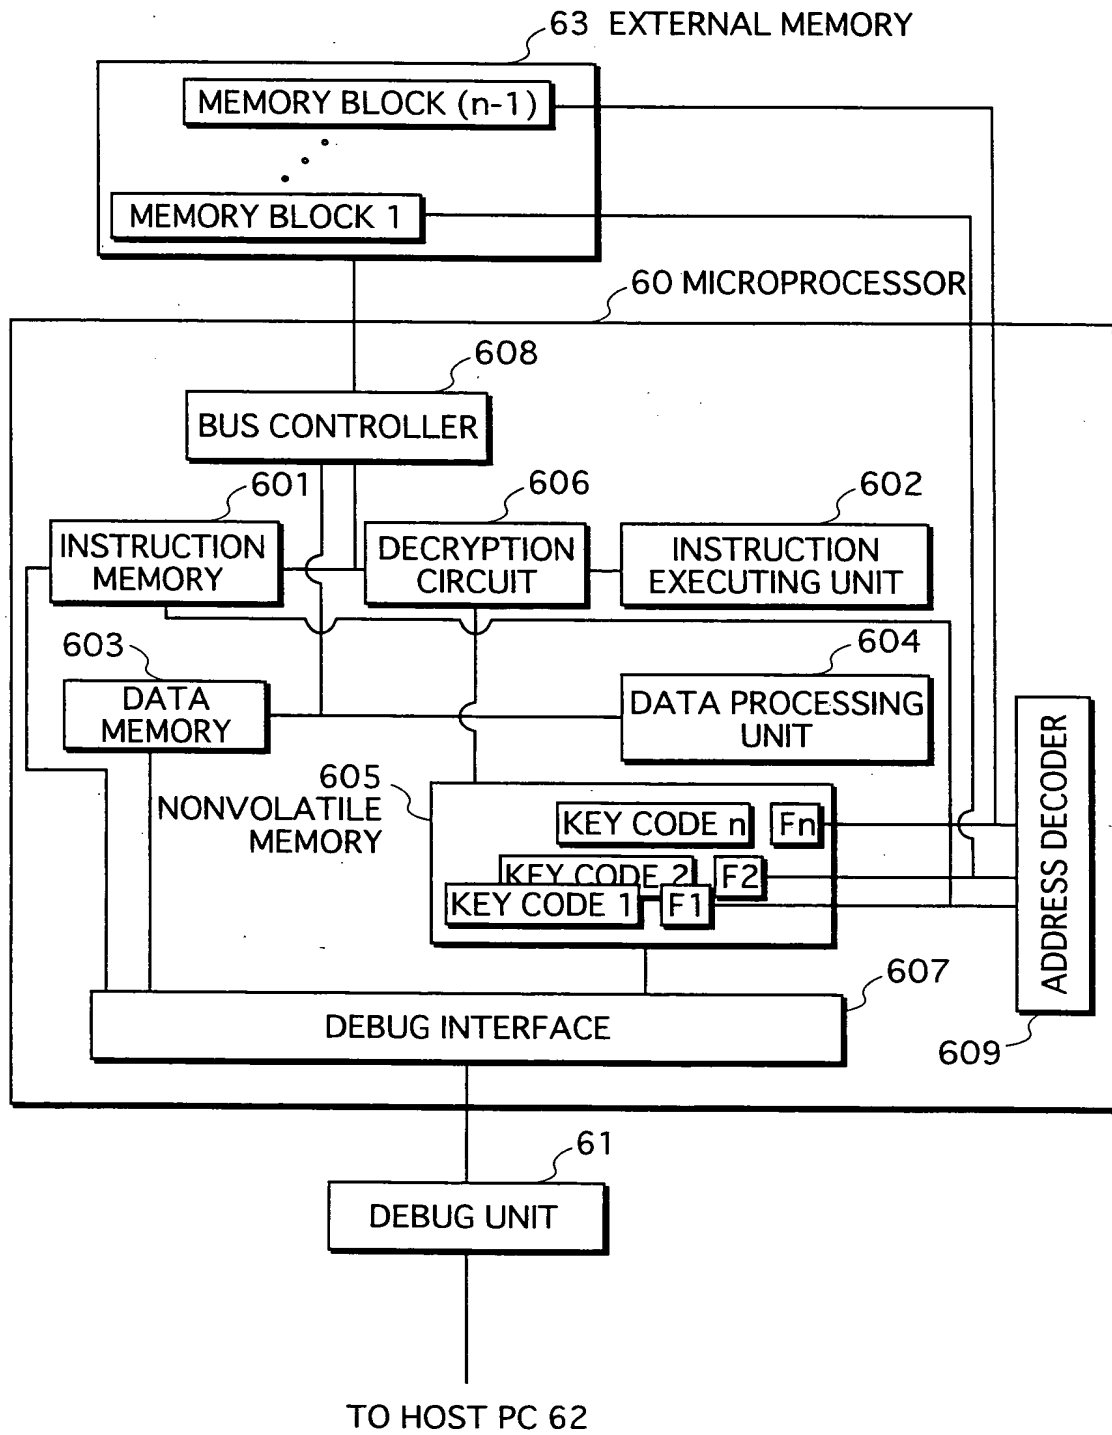 63 EXTERNAL MEMORY
MEMORY BLOCK (n-1)
MEMORY BLOCK 1
60 MICROPROCESSOR
608
BUS CONTROLLER
601
606
602
INSTRUCTION
MEMORY
DECRYPTION
CIRCUIT
INSTRUCTION
EXECUTING UNIT
603
604
DATA
MEMORY
DATA PROCESSING
UNIT
605
NONVOLATILE
MEMORY
KEY CODE n
Fn
KEY CODE 2
F2
KEY CODE 1
F1
ADDRESS DECODER
607
DEBUG INTERFACE
609
61
DEBUG UNIT
TO HOST PC 62